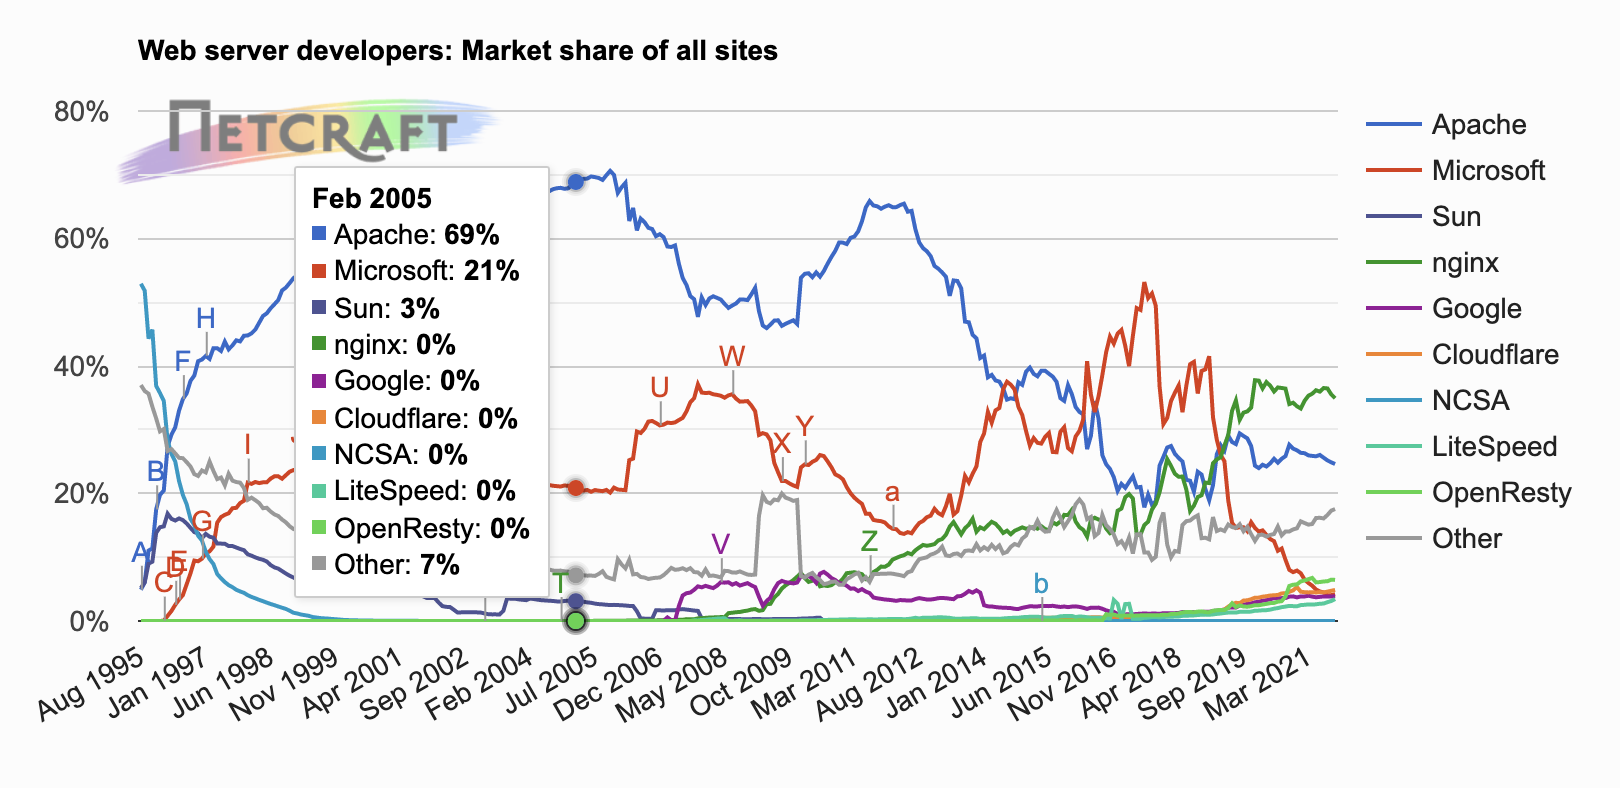 Web server developers: Market share of all sites
NETCRAFT
80%
60%
40%
20%
0%
Feb 2005
Apache: 69%
Microsoft: 21%
Sun: 3%
nginx: 0%
Google: 0%
Cloudflare: 0%
NCSA: 0%
LiteSpeed: 0%
OpenResty: 0%
Other: 7%
A
B
C
D
E
F
G
H
I
T
U
V
W
X
Y
Z
a
b
Aug 1995
Jan 1997
Jun 1998
Nov 1999
Apr 2001
Sep 2002
Feb 2004
Jul 2005
Dec 2006
May 2008
Oct 2009
Mar 2011
Aug 2012
Jan 2014
Jun 2015
Nov 2016
Apr 2018
Sep 2019
Mar 2021
Apache
Microsoft
Sun
nginx
Google
Cloudflare
NCSA
LiteSpeed
OpenResty
Other